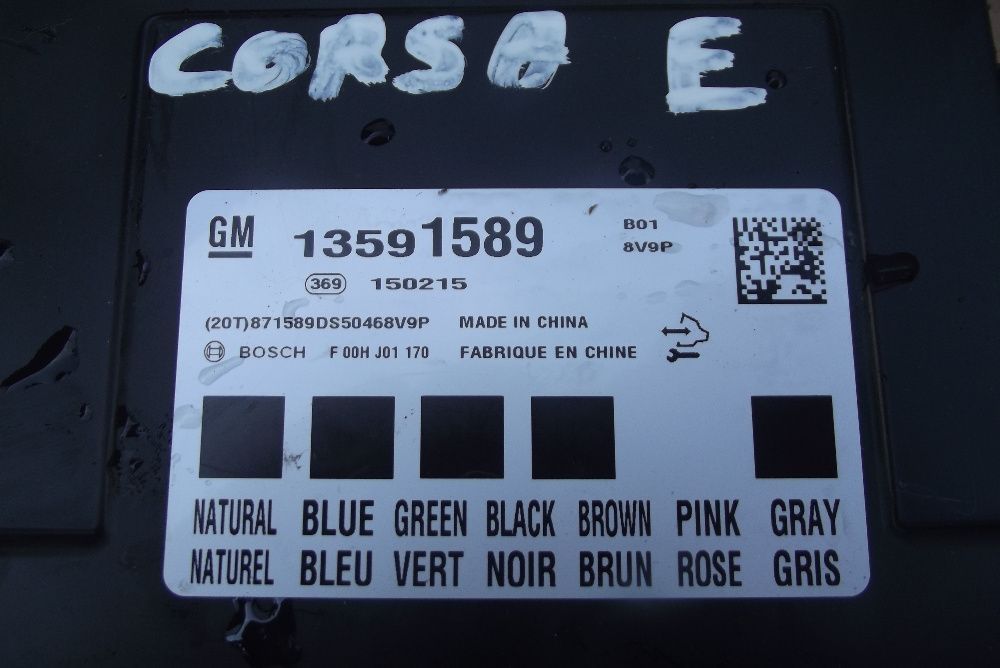 CORSA E
GM 13591589 B01
8V9P
369 150215
(20T)871589DS50468V9P MADE IN CHINA
BOSCH F 00H J01 170 FABRIQUE EN CHINE
NATURAL BLUE GREEN BLACK BROWN PINK GRAY
NATUREL BLEU VERT NOIR BRUN ROSE GRIS